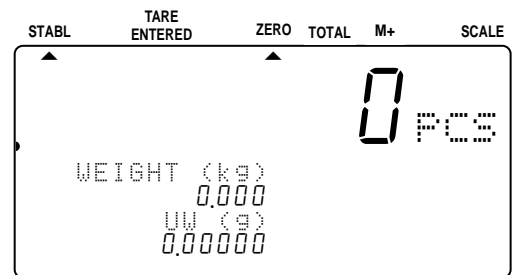 STABL TARE ENTERED ZERO TOTAL M+ SCALE
0 PCS
WEIGHT (kg)
0.000
UW (g)
0.00000